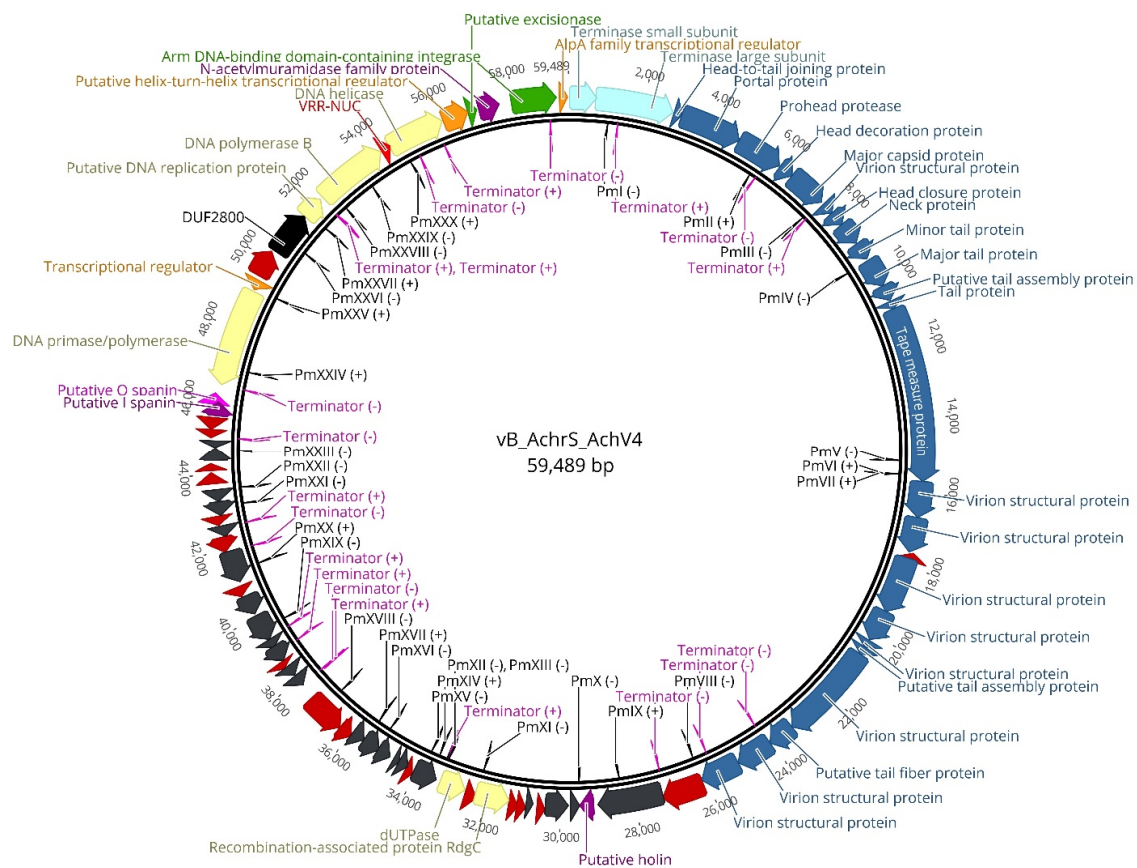 Putative excisionase
Terminase small subunit
AlpA family transcriptional regulator
Terminase large subunit
Arm DNA-binding domain-containing integrase
N-acetylmuramidase family protein
Putative helix-turn-helix transcriptional regulator
DNA helicase
VRR-NUC
DNA polymerase B
Putative DNA replication protein
DUF2800
Transcriptional regulator
DNA primase/polymerase
Putative O spanin
Putative I spanin
Head-to-tail joining protein
Portal protein
Prohead protease
Head decoration protein
Major capsid protein
Virion structural protein
Head closure protein
Neck protein
Minor tail protein
Major tail protein
Putative tail assembly protein
Tail protein
Tape measure protein
Virion structural protein
Virion structural protein
Virion structural protein
Virion structural protein
Virion structural protein
Putative tail assembly protein
Virion structural protein
Putative tail fiber protein
Virion structural protein
Virion structural protein
Putative holin
Recombination-associated protein RdgC
dUTPase
59,489
2,000
4,000
6,000
8,000
10,000
12,000
14,000
16,000
18,000
20,000
22,000
24,000
26,000
28,000
30,000
32,000
34,000
36,000
38,000
40,000
42,000
44,000
46,000
48,000
50,000
52,000
54,000
56,000
58,000
Terminator (-)
PmI (-)
Terminator (+)
PmII (+)
Terminator (-)
PmIII (-)
Terminator (+)
PmIV (-)
PmV (-)
PmVI (+)
PmVII (+)
Terminator (-)
Terminator (-)
PmVIII (-)
Terminator (-)
PmIX (+)
PmX (-)
PmXI (-)
Terminator (+)
PmXII (-), PmXIII (-)
PmXIV (+)
PmXV (-)
PmXVI (-)
PmXVII (+)
PmXVIII (-)
Terminator (+)
Terminator (-)
Terminator (+)
Terminator (+)
PmXIX (-)
PmXX (+)
Terminator (-)
Terminator (+)
PmXXI (-)
PmXXII (-)
PmXXIII (-)
Terminator (-)
Terminator (-)
PmXXIV (+)
PmXXV (+)
PmXXVI (-)
PmXXVII (+)
Terminator (+), Terminator (+)
PmXXVIII (-)
PmXXIX (-)
PmXXX (+)
Terminator (-)
Terminator (+)
vB_AchrS_AchV4
59,489 bp